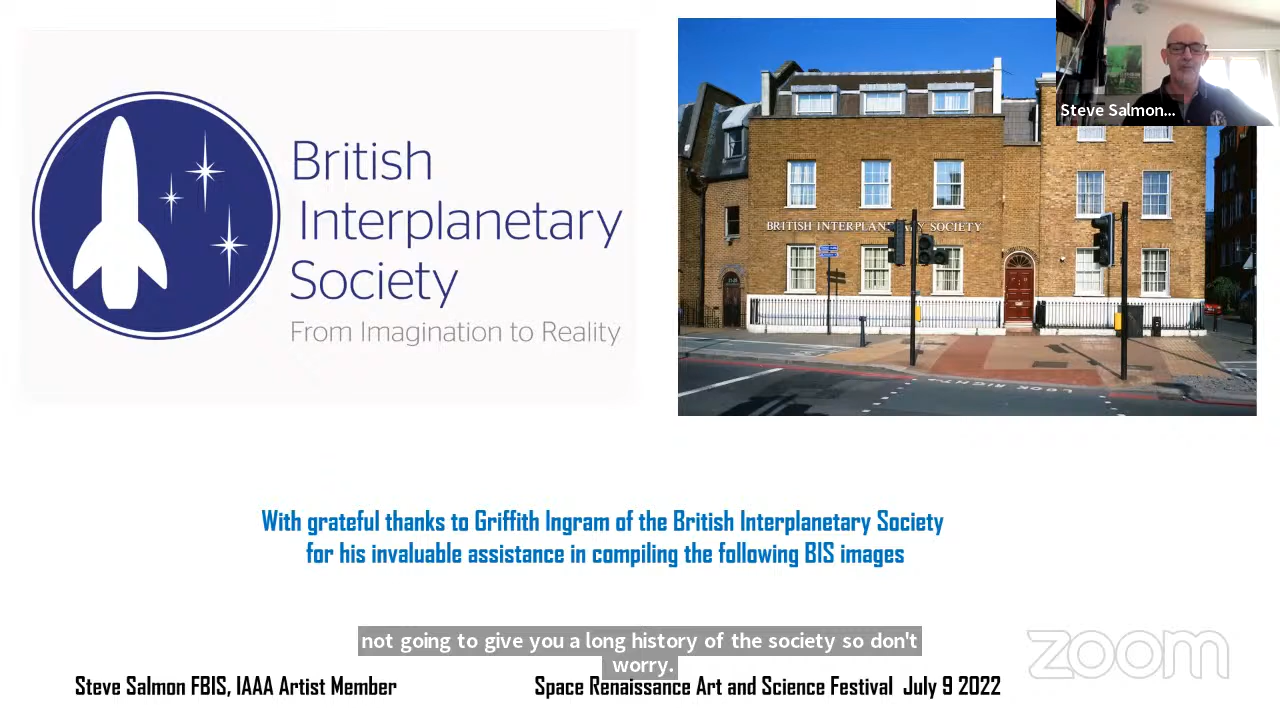 British
Interplanetary
Society
From Imagination to Reality
Steve Salmon...
BRITISH INTERPLANETARY SOCIETY
LOOK RIGHT
With grateful thanks to Griffith Ingram of the British Interplanetary Society
for his invaluable assistance in compiling the following BIS images
not going to give you a long history of the society so don't
worry.
zoom
Steve Salmon FBIS, IAAA Artist Member
Space Renaissance Art and Science Festival July 9 2022